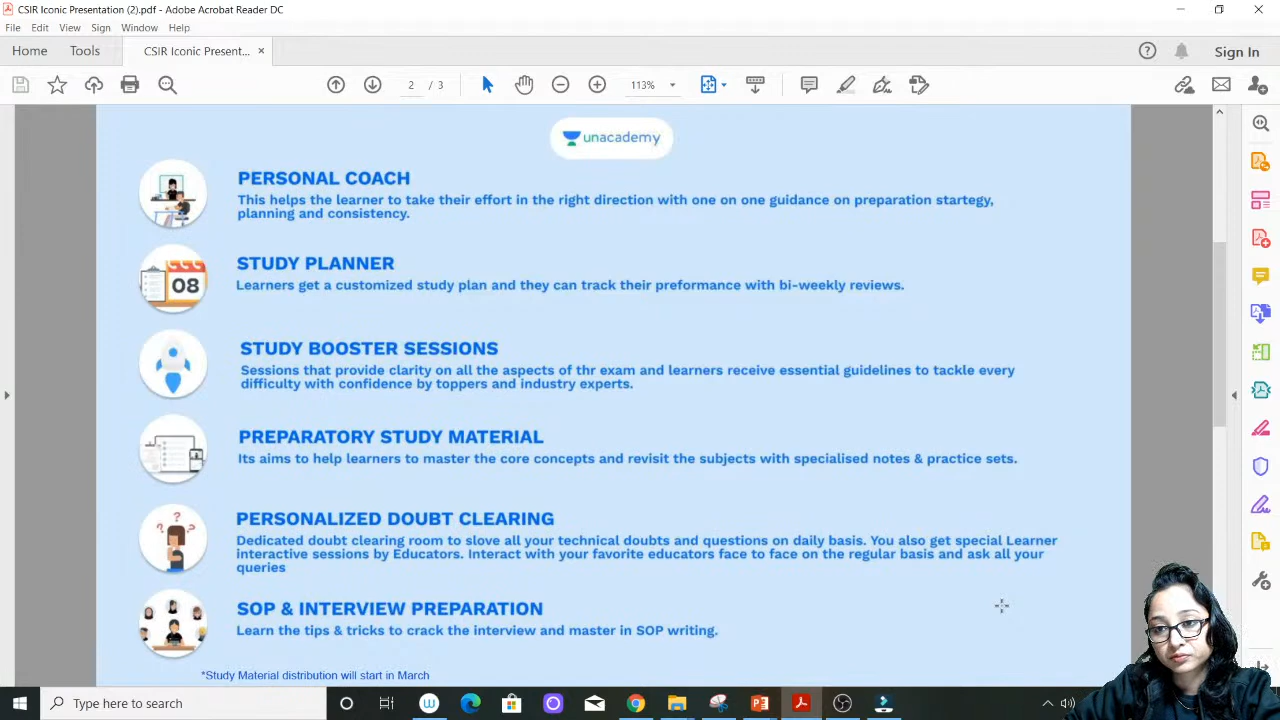 CSIR Iconic Presentation (2).pdf - Adobe Acrobat Reader DC
File Edit View Sign Window Help
Home Tools CSIR Iconic Present... × Sign In
2 / 3 113%
unacademy
PERSONAL COACH
This helps the learner to take their effort in the right direction with one on one guidance on preparation startegy,
planning and consistency.
08
STUDY PLANNER
Learners get a customized study plan and they can track their preformance with bi-weekly reviews.
STUDY BOOSTER SESSIONS
Sessions that provide clarity on all the aspects of thr exam and learners receive essential guidelines to tackle every
difficulty with confidence by toppers and industry experts.
PREPARATORY STUDY MATERIAL
Its aims to help learners to master the core concepts and revisit the subjects with specialised notes & practice sets.
PERSONALIZED DOUBT CLEARING
Dedicated doubt clearing room to slove all your technical doubts and questions on daily basis. You also get special Learner
interactive sessions by Educators. Interact with your favorite educators face to face on the regular basis and ask all your
queries
SOP & INTERVIEW PREPARATION
Learn the tips & tricks to crack the interview and master in SOP writing.
*Study Material distribution will start in March
Type here to search